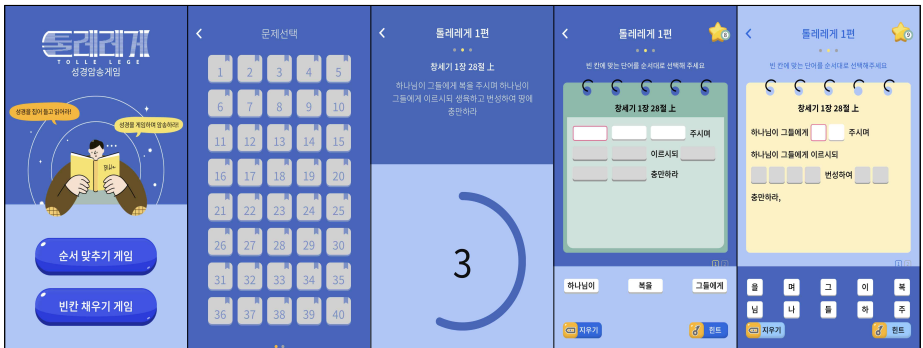 톨레레게
TOLLE LEGE
성경암송게임
성경을 집어 들고 읽어라!
성경을 게임하며 암송하라!
순서 맞추기 게임
빈칸 채우기 게임
문제선택
1 2 3 4 5
6 7 8 9 10
11 12 13 14 15
16 17 18 19 20
21 22 23 24 25
26 27 28 29 30
31 32 33 34 35
36 37 38 39 40
톨레레게 1편
창세기 1장 28절 上
하나님이 그들에게 복을 주시며 하나님이
그들에게 이르시되 생육하고 번성하여 땅에
충만하라
3
톨레레게 1편
빈 칸에 맞는 단어를 순서대로 선택해 주세요
창세기 1장 28절 上
주시며
이르시되
충만하라
1 2
하나님이 복을 그들에게
지우기 힌트
톨레레게 1편
빈 칸에 맞는 단어를 순서대로 선택해주세요
창세기 1장 28절 上
하나님이 그들에게 주시며
하나님이 그들에게 이르시되
번성하여
충만하라,
1 2
을 며 그 이 복
님 나 들 하 주
지우기 힌트